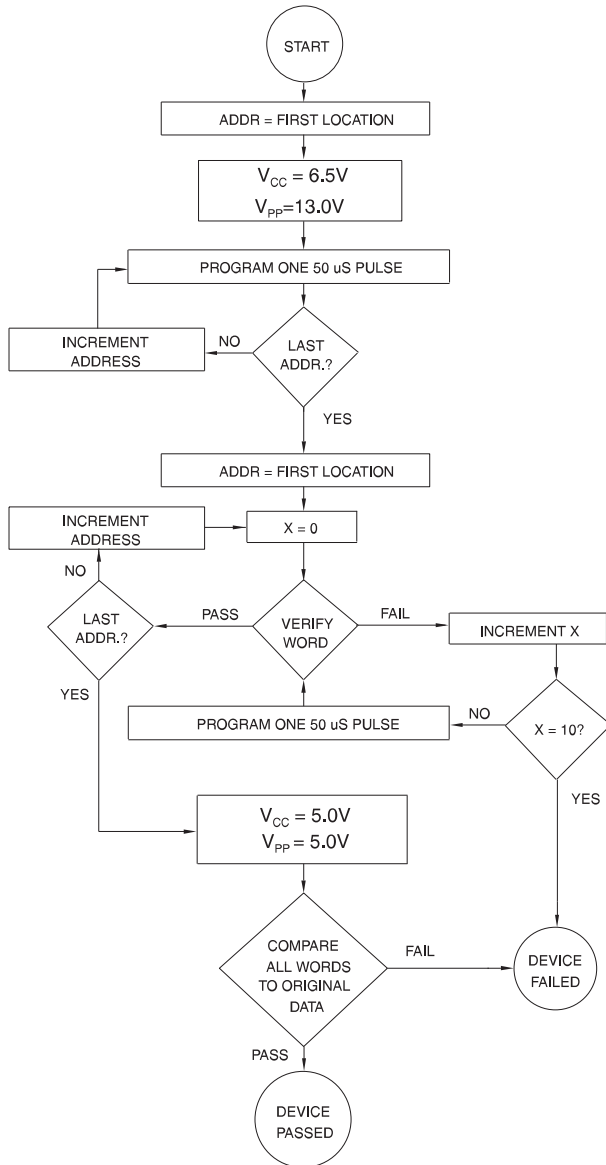 START
ADDR = FIRST LOCATION
VCC = 6.5V
VPP=13.0V
PROGRAM ONE 50 uS PULSE
INCREMENT
ADDRESS
NO
LAST
ADDR.?
YES
ADDR = FIRST LOCATION
INCREMENT
ADDRESS
X = 0
NO
LAST
ADDR.?
PASS
VERIFY
WORD
FAIL
INCREMENT X
YES
PROGRAM ONE 50 uS PULSE
NO
X = 10?
YES
VCC = 5.0V
VPP = 5.0V
COMPARE
ALL WORDS
TO ORIGINAL
DATA
FAIL
DEVICE
FAILED
PASS
DEVICE
PASSED